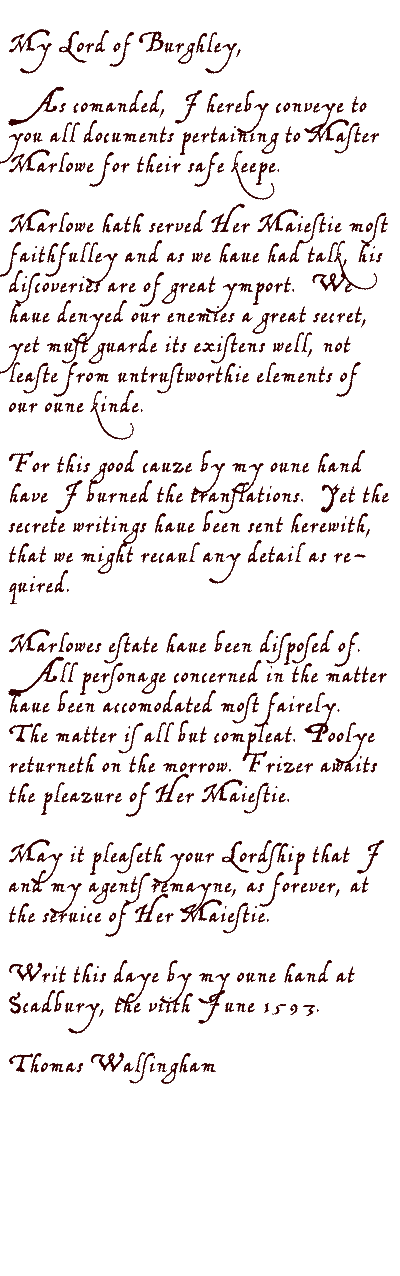 My Lord of Burghley,
As comanded, I hereby conveye to
you all documents pertaining to Maſter
Marlowe for their safe keepe.
Marlowe hath served Her Maieſtie moſt
faithfulley and as we haue had talk, his
diſcoveries are of great ymport. We
haue denyed our enemies a great secret,
yet muſt guarde its exiſtens well, not
leaſte from untruſtworthie elements of
our oune kinde.
For this good cauze by my oune hand
have I burned the tranſlations. Yet the
secrete writings haue been sent herewith,
that we might recaul any detail as re-
quired.
Marlowes eſtate haue been diſpoſed of.
All perſonage concerned in the matter
haue been accomodated moſt fairely.
The matter iſ all but compleat. Poolye
returneth on the morrow. Frizer awaits
the pleazure of Her Maieſtie.
May it pleaſeth your Lordſhip that I
and my agentſ remayne, as forever, at
the seruice of Her Maieſtie.
Writ this daye by my oune hand at
Scadbury, the viith June 1593.
Thomas Walſingham